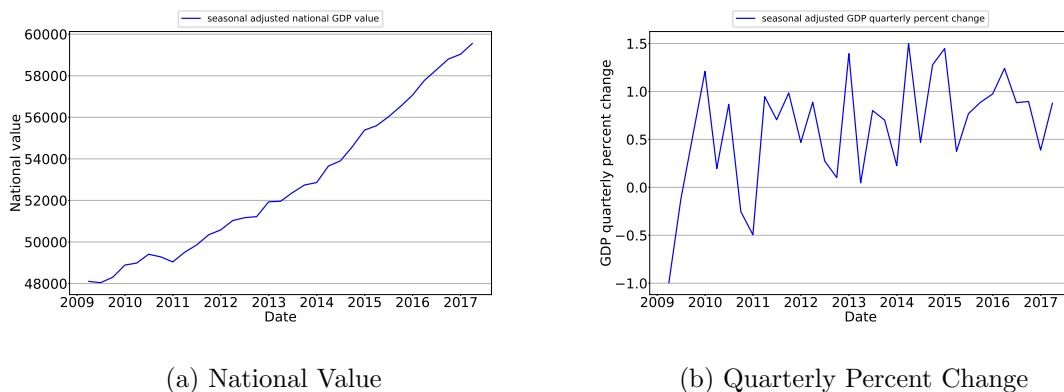 seasonal adjusted national GDP value
60000
58000
56000
54000
52000
50000
48000
National value
2009 2010 2011 2012 2013 2014 2015 2016 2017
Date
(a) National Value
seasonal adjusted GDP quarterly percent change
1.5
1.0
0.5
0.0
−0.5
−1.0
GDP quarterly percent change
2009 2010 2011 2012 2013 2014 2015 2016 2017
Date
(b) Quarterly Percent Change